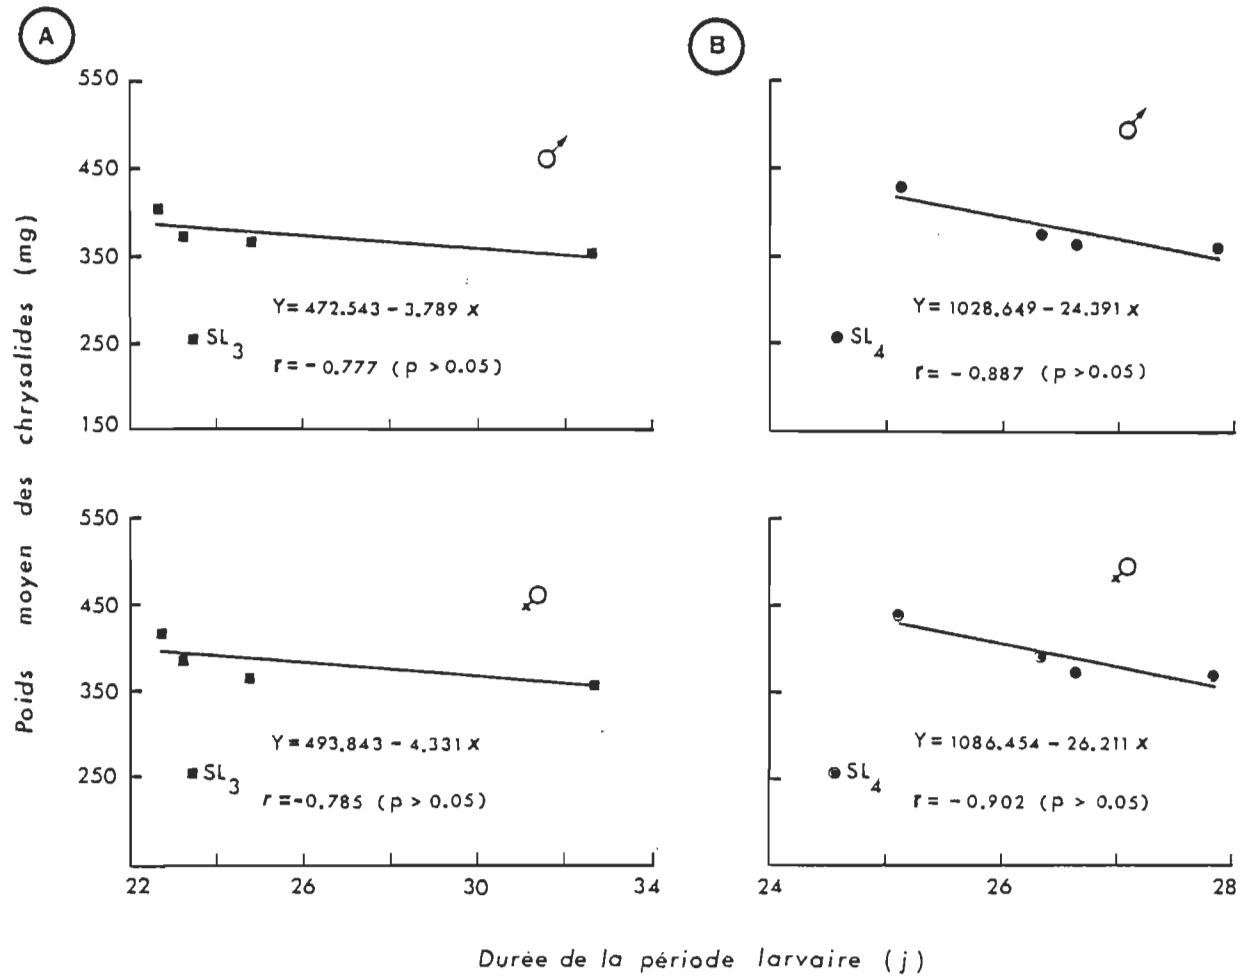 A
B
Poids moyen des chrysalides (mg)
550
450
350
250
150
♂
Y= 472.543 – 3.789 x
■ SL3
r= – 0.777 (p > 0.05)
♂
Y= 1028.649 – 24.391 x
● SL4
r= – 0.887 (p > 0.05)
550
450
350
250
♀
Y= 493.843 – 4.331 x
■ SL3
r =-0.785 (p > 0.05)
♀
Y= 1086.454 – 26.211 x
● SL4
r= – 0.902 (p > 0.05)
22 26 30 34
24 26 28
Durée de la période larvaire (j)